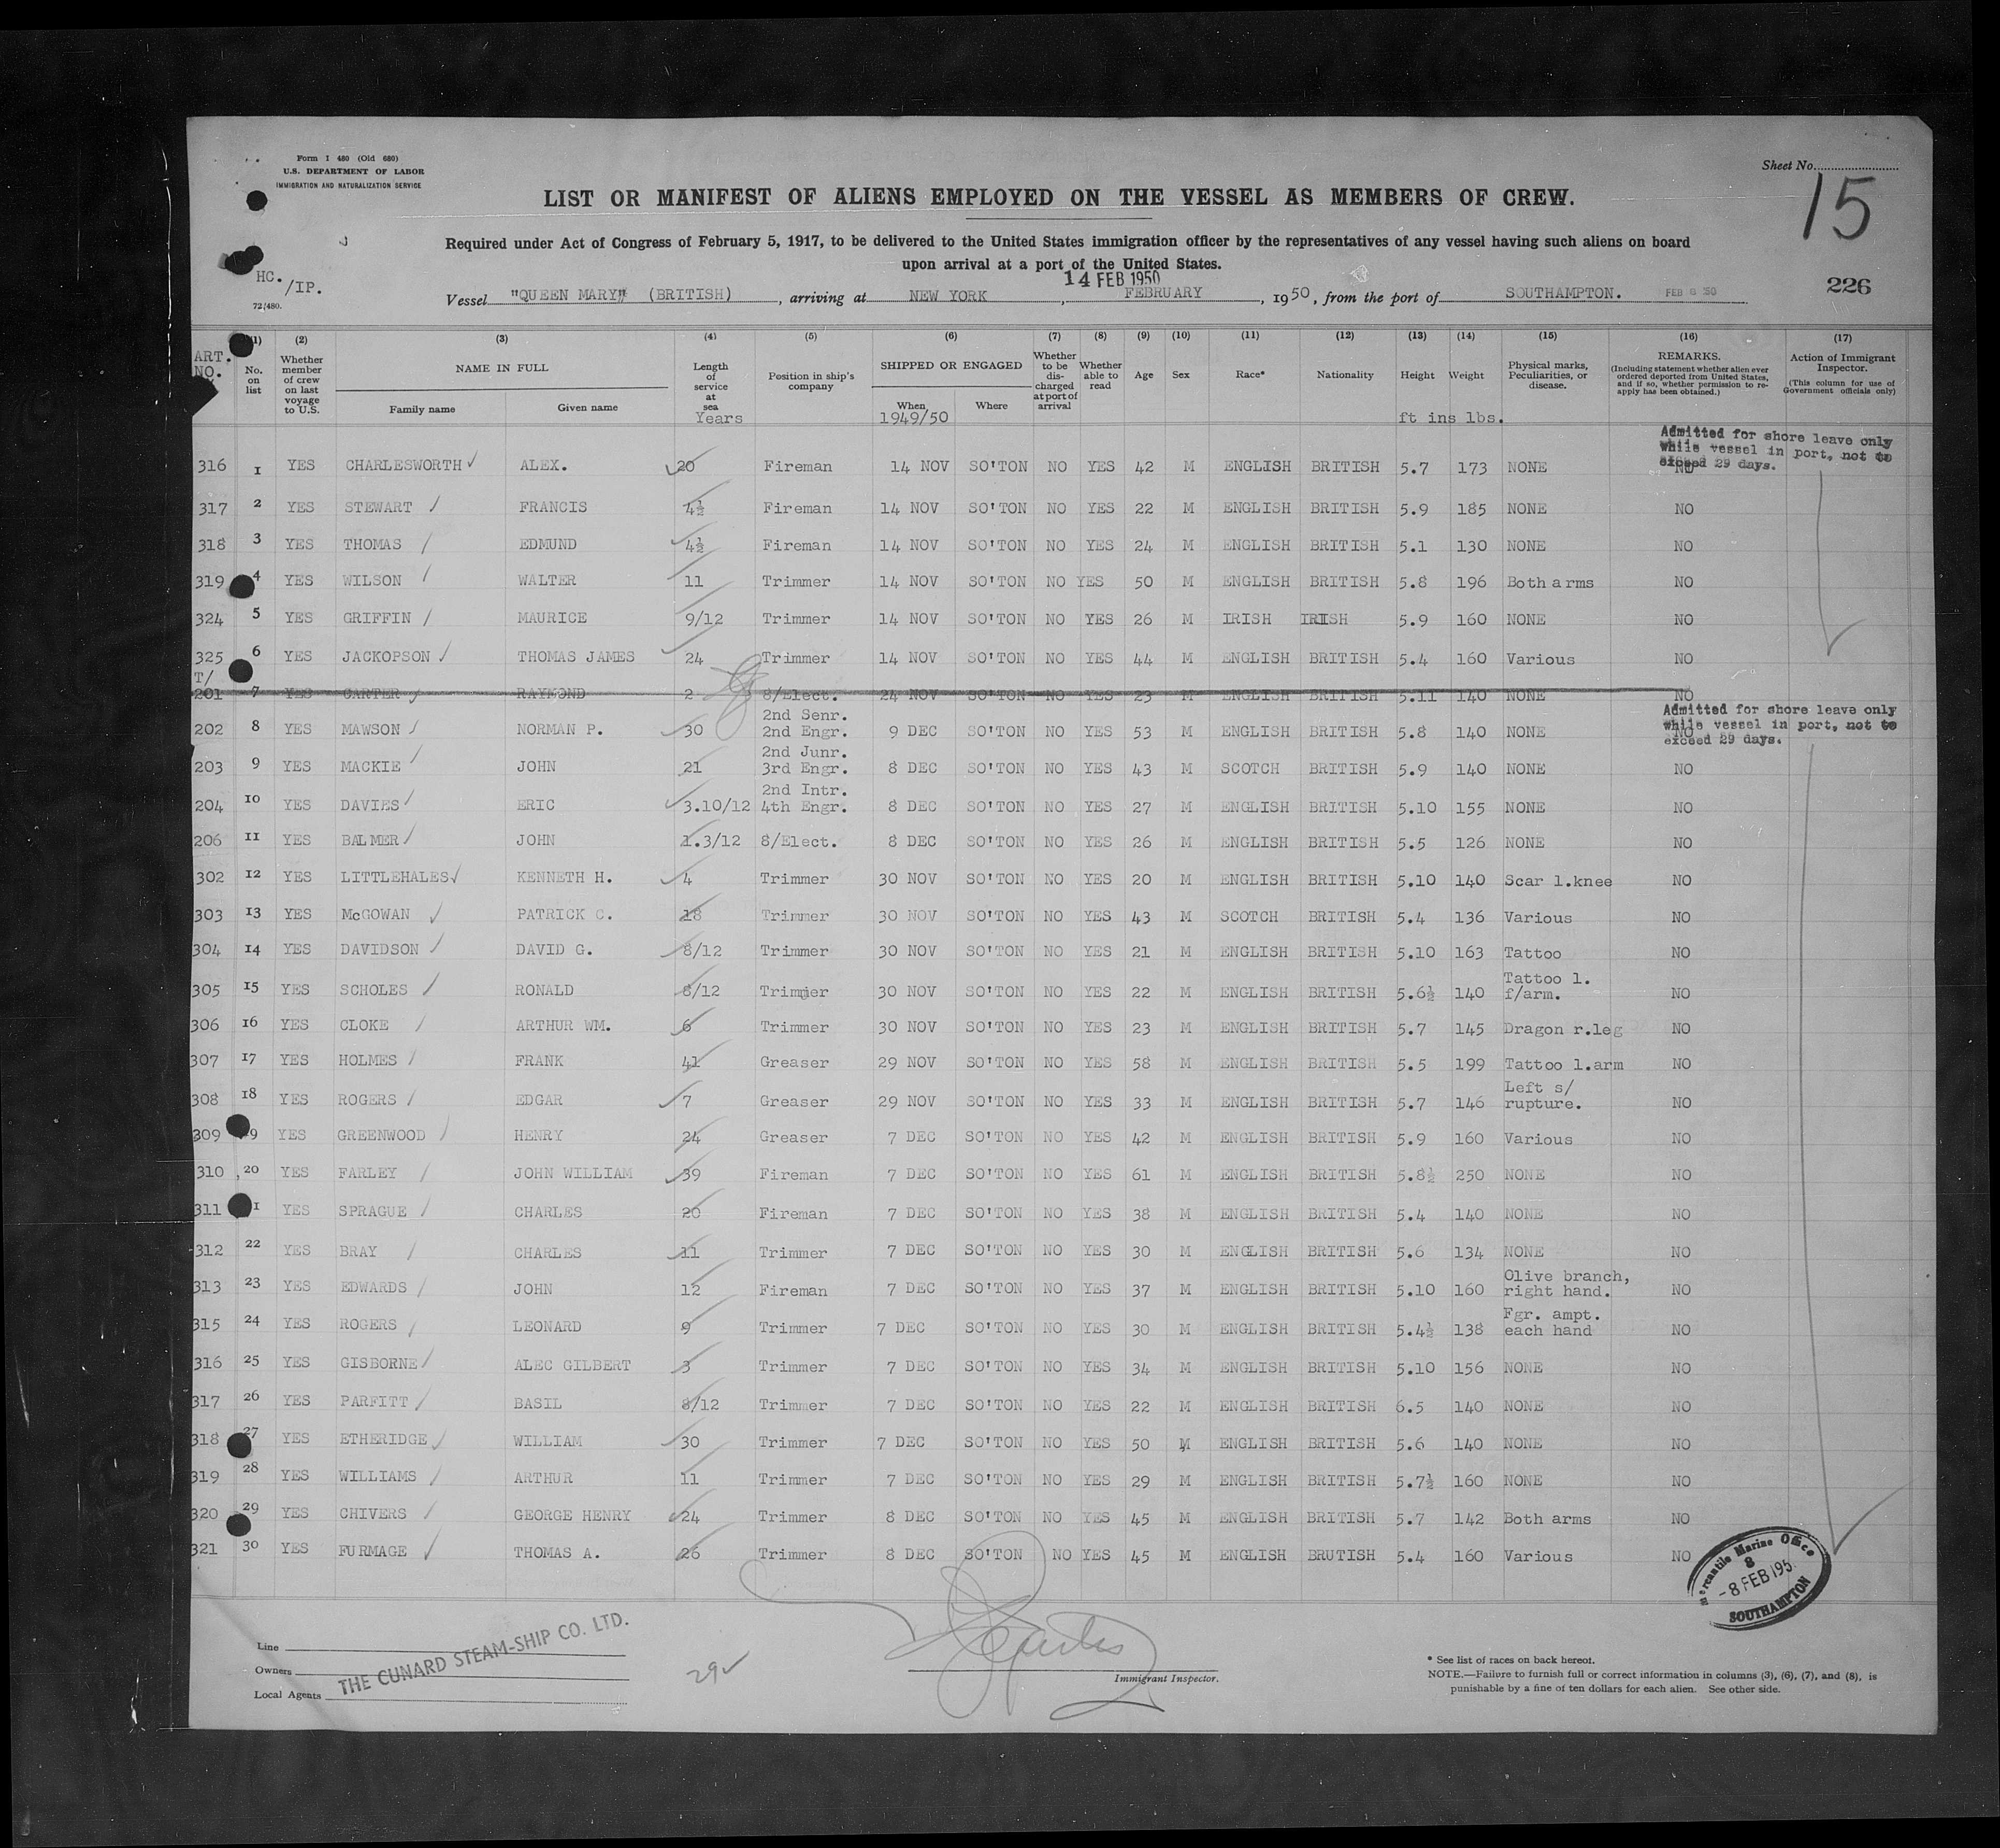 Form I 480 (Old 680)
U.S. DEPARTMENT OF LABOR
IMMIGRATION AND NATURALIZATION SERVICE
Sheet No.
15
LIST OR MANIFEST OF ALIENS EMPLOYED ON THE VESSEL AS MEMBERS OF CREW.
Required under Act of Congress of February 5, 1917, to be delivered to the United States immigration officer by the representatives of any vessel having such aliens on board
upon arrival at a port of the United States.
HC./IP.
72/480.
14 FEB 1950
Vessel "QUEEN MARY" (BRITISH), arriving at NEW YORK, FEBRUARY, 1950, from the port of SOUTHAMPTON.
226
ART. NO. (1) No. on list (2) Whether member of crew on last voyage to U.S. (3) NAME IN FULL Family name Given name (4) Length of service at sea Years (5) Position in ship's company (6) SHIPPED OR ENGAGED When 1949/50 Where (7) Whether to be discharged at port of arrival (8) Whether able to read (9) Age (10) Sex (11) Race* (12) Nationality (13) Height (14) Weight ft ins lbs. (15) Physical marks, Peculiarities, or disease. (16) REMARKS. (Including statement whether alien ever ordered deported from United States, and if so, whether permission to re-apply has been obtained.) (17) Action of Immigrant Inspector. (This column for use of Government officials only)
Admitted for shore leave only
while vessel in port, not to
exceed 29 days.
316 1 YES CHARLESWORTH ALEX. 20 Fireman 14 NOV SO'TON NO YES 42 M ENGLISH BRITISH 5.7 173 NONE NO
317 2 YES STEWART FRANCIS 4½ Fireman 14 NOV SO'TON NO YES 22 M ENGLISH BRITISH 5.9 185 NONE NO
318 3 YES THOMAS EDMUND 4½ Fireman 14 NOV SO'TON NO YES 24 M ENGLISH BRITISH 5.1 130 NONE NO
319 4 YES WILSON WALTER 11 Trimmer 14 NOV SO'TON NO YES 50 M ENGLISH BRITISH 5.8 196 Both arms NO
324 5 YES GRIFFIN MAURICE 9/12 Trimmer 14 NOV SO'TON NO YES 26 M IRISH IRISH 5.9 160 NONE NO
325 6 YES JACKOPSON THOMAS JAMES 24 Trimmer 14 NOV SO'TON NO YES 44 M ENGLISH BRITISH 5.4 160 Various NO
T/
201 7 YES CARTER RAYMOND 2 8/Elect. 24 NOV SO'TON NO YES 23 M ENGLISH BRITISH 5.11 140 NONE NO
Admitted for shore leave only
while vessel in port, not to
exceed 29 days.
202 8 YES MAWSON NORMAN P. 30 2nd Senr. 2nd Engr. 9 DEC SO'TON NO YES 53 M ENGLISH BRITISH 5.8 140 NONE NO
203 9 YES MACKIE JOHN 21 2nd Junr. 3rd Engr. 8 DEC SO'TON NO YES 43 M SCOTCH BRITISH 5.9 140 NONE NO
204 10 YES DAVIES ERIC 3.10/12 2nd Intr. 4th Engr. 8 DEC SO'TON NO YES 27 M ENGLISH BRITISH 5.10 155 NONE NO
206 11 YES BALMER JOHN 1.3/12 8/Elect. 8 DEC SO'TON NO YES 26 M ENGLISH BRITISH 5.5 126 NONE NO
302 12 YES LITTLEHALES KENNETH H. 4 Trimmer 30 NOV SO'TON NO YES 20 M ENGLISH BRITISH 5.10 140 Scar l.knee NO
303 13 YES McGOWAN PATRICK C. 18 Trimmer 30 NOV SO'TON NO YES 43 M SCOTCH BRITISH 5.4 136 Various NO
304 14 YES DAVIDSON DAVID G. 8/12 Trimmer 30 NOV SO'TON NO YES 21 M ENGLISH BRITISH 5.10 163 Tattoo NO
305 15 YES SCHOLES RONALD 8/12 Trimmer 30 NOV SO'TON NO YES 22 M ENGLISH BRITISH 5.6½ 140 Tattoo l. f/arm. NO
306 16 YES CLOKE ARTHUR WM. 6 Trimmer 30 NOV SO'TON NO YES 23 M ENGLISH BRITISH 5.7 145 Dragon r.leg NO
307 17 YES HOLMES FRANK 41 Greaser 29 NOV SO'TON NO YES 58 M ENGLISH BRITISH 5.5 199 Tattoo l.arm NO
308 18 YES ROGERS EDGAR 7 Greaser 29 NOV SO'TON NO YES 33 M ENGLISH BRITISH 5.7 146 Left s/ rupture. NO
309 9 YES GREENWOOD HENRY 24 Greaser 7 DEC SO'TON NO YES 42 M ENGLISH BRITISH 5.9 160 Various NO
310 20 YES FARLEY JOHN WILLIAM 39 Fireman 7 DEC SO'TON NO YES 61 M ENGLISH BRITISH 5.8½ 250 NONE NO
311 1 YES SPRAGUE CHARLES 20 Fireman 7 DEC SO'TON NO YES 38 M ENGLISH BRITISH 5.4 140 NONE NO
312 22 YES BRAY CHARLES 11 Trimmer 7 DEC SO'TON NO YES 30 M ENGLISH BRITISH 5.6 134 NONE NO
313 23 YES EDWARDS JOHN 12 Fireman 7 DEC SO'TON NO YES 37 M ENGLISH BRITISH 5.10 160 Olive branch, right hand. NO
315 24 YES ROGERS LEONARD 9 Trimmer 7 DEC SO'TON NO YES 30 M ENGLISH BRITISH 5.4½ 138 Fgr. ampt. each hand NO
316 25 YES GISBORNE ALEC GILBERT 3 Trimmer 7 DEC SO'TON NO YES 34 M ENGLISH BRITISH 5.10 156 NONE NO
317 26 YES PARFITT BASIL 8/12 Trimmer 7 DEC SO'TON NO YES 22 M ENGLISH BRITISH 6.5 140 NONE NO
318 27 YES ETHERIDGE WILLIAM 30 Trimmer 7 DEC SO'TON NO YES 50 M ENGLISH BRITISH 5.6 140 NONE NO
319 28 YES WILLIAMS ARTHUR 11 Trimmer 7 DEC SO'TON NO YES 29 M ENGLISH BRITISH 5.7½ 160 NONE NO
320 29 YES CHIVERS GEORGE HENRY 24 Trimmer 8 DEC SO'TON NO YES 45 M ENGLISH BRITISH 5.7 142 Both arms NO
321 30 YES FURMAGE THOMAS A. 26 Trimmer 8 DEC SO'TON NO YES 45 M ENGLISH BRUTISH 5.4 160 Various NO
Mercantile Marine Office
8
-8 FEB 195
SOUTHAMPTON
Line
Owners
Local Agents
THE CUNARD STEAM-SHIP CO. LTD.
29
Immigrant Inspector.
* See list of races on back hereof.
NOTE.—Failure to furnish full or correct information in columns (3), (6), (7), and (8), is
punishable by a fine of ten dollars for each alien. See other side.